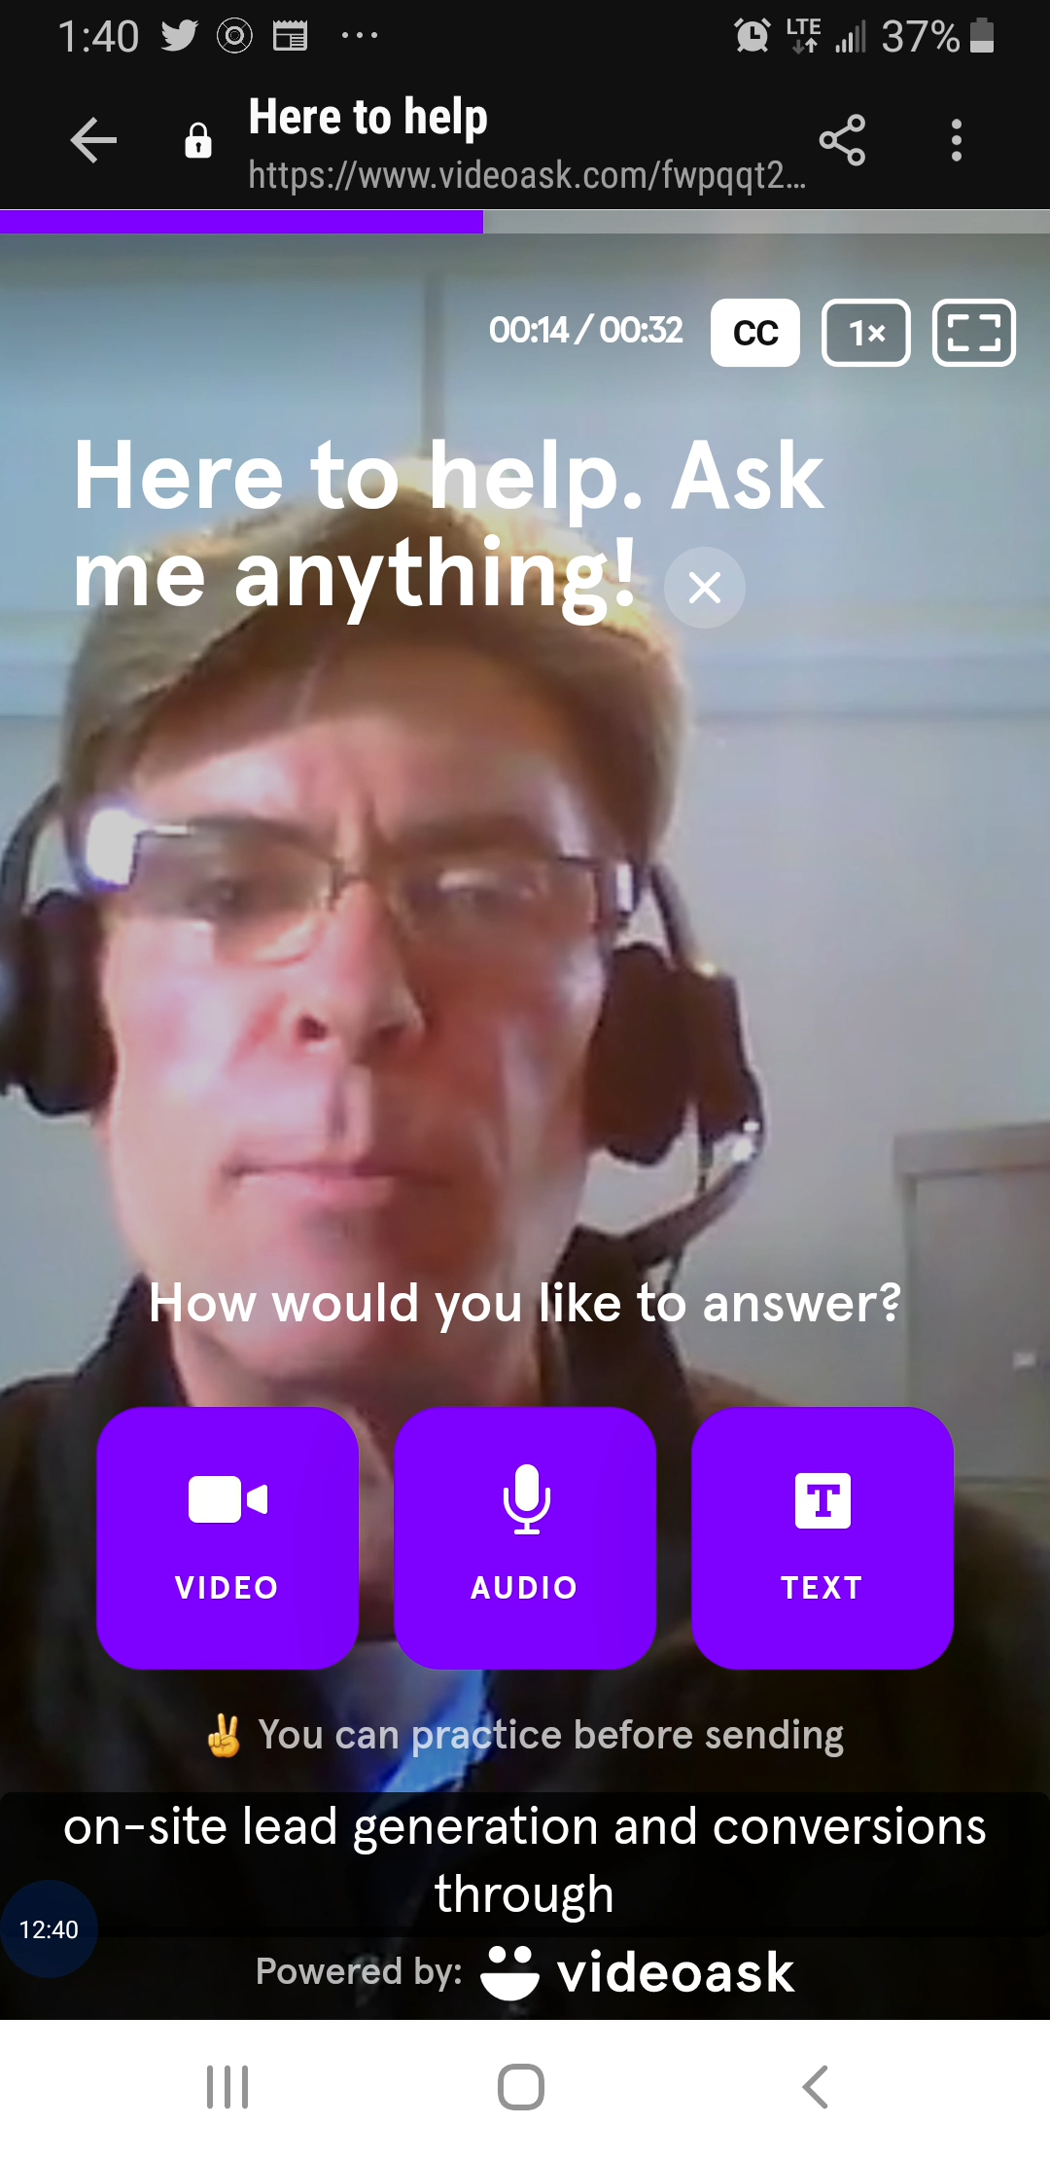 1:40
LTE
37%
Here to help
https://www.videoask.com/fwpqqt2...
00:14 / 00:32
CC
1×
Here to help. Ask
me anything!
How would you like to answer?
VIDEO
AUDIO
TEXT
✌️ You can practice before sending
on-site lead generation and conversions
through
12:40
Powered by: videoask